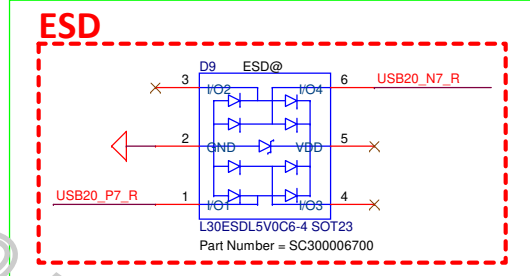 ESD
D9 ESD@
3 I/O2 I/O4 6 USB20_N7_R
2 GND VDD 5
USB20_P7_R 1 I/O1 I/O3 4
L30ESDL5V0C6-4 SOT23
Part Number = SC300006700